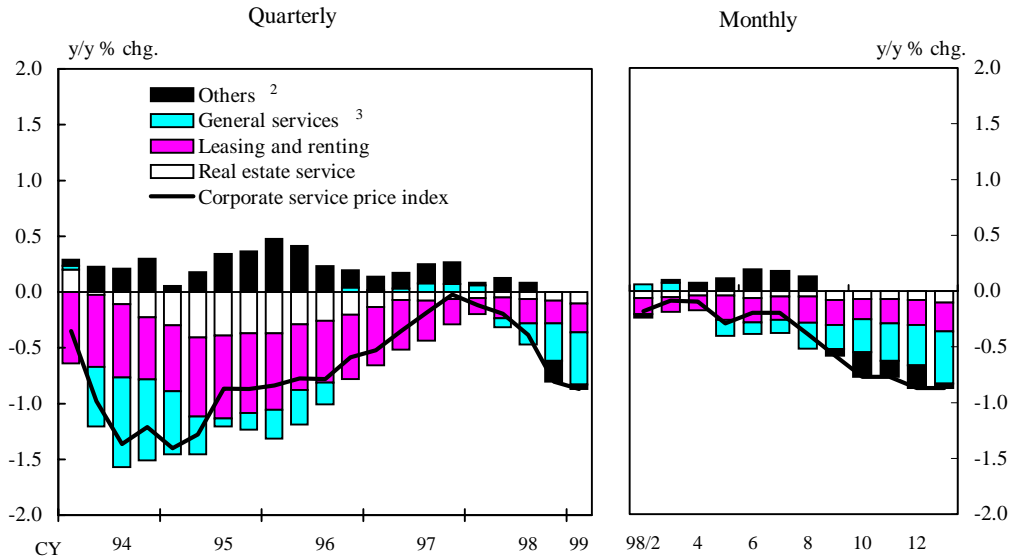 Quarterly
Monthly
y/y % chg.
y/y % chg.
2.0
1.5
1.0
0.5
0.0
-0.5
-1.0
-1.5
-2.0
Others 2
General services 3
Leasing and renting
Real estate service
Corporate service price index
2.0
1.5
1.0
0.5
0.0
-0.5
-1.0
-1.5
-2.0
CY 94 95 96 97 98 99
98/2 4 6 8 10 12